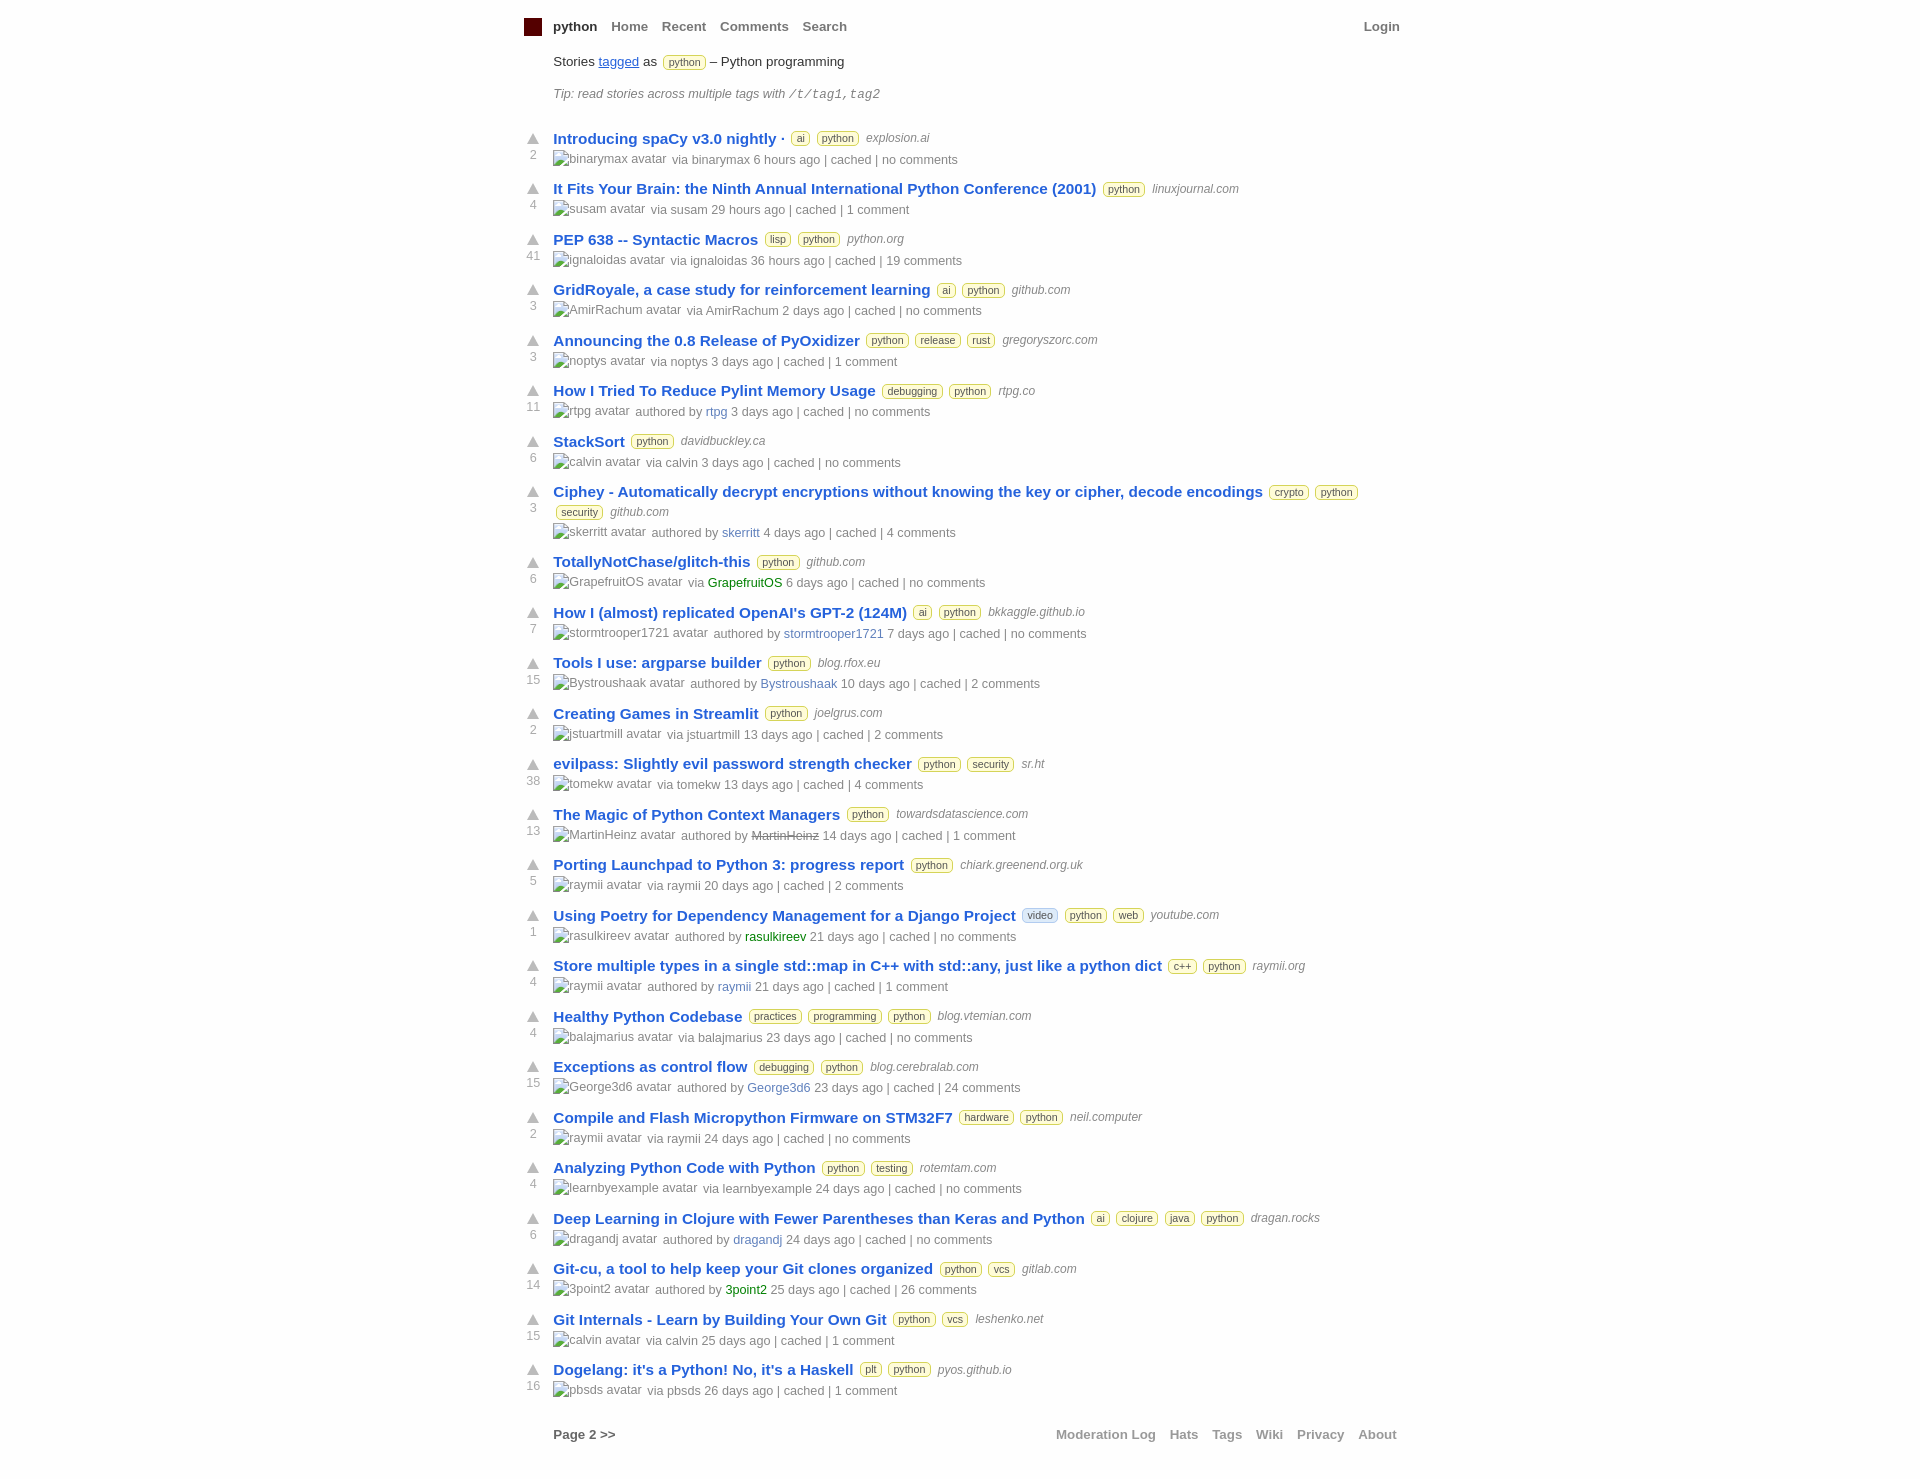 python Home Recent Comments Search Login
Stories tagged as python – Python programming
Tip: read stories across multiple tags with /t/tag1,tag2
Introducing spaCy v3.0 nightly · ai python explosion.ai
2 binarymax avatar via binarymax 6 hours ago | cached | no comments
It Fits Your Brain: the Ninth Annual International Python Conference (2001) python linuxjournal.com
4 susam avatar via susam 29 hours ago | cached | 1 comment
PEP 638 -- Syntactic Macros lisp python python.org
41 ignaloidas avatar via ignaloidas 36 hours ago | cached | 19 comments
GridRoyale, a case study for reinforcement learning ai python github.com
3 AmirRachum avatar via AmirRachum 2 days ago | cached | no comments
Announcing the 0.8 Release of PyOxidizer python release rust gregoryszorc.com
3 noptys avatar via noptys 3 days ago | cached | 1 comment
How I Tried To Reduce Pylint Memory Usage debugging python rtpg.co
11 rtpg avatar authored by rtpg 3 days ago | cached | no comments
StackSort python davidbuckley.ca
6 calvin avatar via calvin 3 days ago | cached | no comments
Ciphey - Automatically decrypt encryptions without knowing the key or cipher, decode encodings crypto python
3 security github.com
skerritt avatar authored by skerritt 4 days ago | cached | 4 comments
TotallyNotChase/glitch-this python github.com
6 GrapefruitOS avatar via GrapefruitOS 6 days ago | cached | no comments
How I (almost) replicated OpenAI's GPT-2 (124M) ai python bkkaggle.github.io
7 stormtrooper1721 avatar authored by stormtrooper1721 7 days ago | cached | no comments
Tools I use: argparse builder python blog.rfox.eu
15 Bystroushaak avatar authored by Bystroushaak 10 days ago | cached | 2 comments
Creating Games in Streamlit python joelgrus.com
2 jstuartmill avatar via jstuartmill 13 days ago | cached | 2 comments
evilpass: Slightly evil password strength checker python security sr.ht
38 tomekw avatar via tomekw 13 days ago | cached | 4 comments
The Magic of Python Context Managers python towardsdatascience.com
13 MartinHeinz avatar authored by MartinHeinz 14 days ago | cached | 1 comment
Porting Launchpad to Python 3: progress report python chiark.greenend.org.uk
5 raymii avatar via raymii 20 days ago | cached | 2 comments
Using Poetry for Dependency Management for a Django Project video python web youtube.com
1 rasulkireev avatar authored by rasulkireev 21 days ago | cached | no comments
Store multiple types in a single std::map in C++ with std::any, just like a python dict c++ python raymii.org
4 raymii avatar authored by raymii 21 days ago | cached | 1 comment
Healthy Python Codebase practices programming python blog.vtemian.com
4 balajmarius avatar via balajmarius 23 days ago | cached | no comments
Exceptions as control flow debugging python blog.cerebralab.com
15 George3d6 avatar authored by George3d6 23 days ago | cached | 24 comments
Compile and Flash Micropython Firmware on STM32F7 hardware python neil.computer
2 raymii avatar via raymii 24 days ago | cached | no comments
Analyzing Python Code with Python python testing rotemtam.com
4 learnbyexample avatar via learnbyexample 24 days ago | cached | no comments
Deep Learning in Clojure with Fewer Parentheses than Keras and Python ai clojure java python dragan.rocks
6 dragandj avatar authored by dragandj 24 days ago | cached | no comments
Git-cu, a tool to help keep your Git clones organized python vcs gitlab.com
14 3point2 avatar authored by 3point2 25 days ago | cached | 26 comments
Git Internals - Learn by Building Your Own Git python vcs leshenko.net
15 calvin avatar via calvin 25 days ago | cached | 1 comment
Dogelang: it's a Python! No, it's a Haskell plt python pyos.github.io
16 pbsds avatar via pbsds 26 days ago | cached | 1 comment
Page 2 >> Moderation Log Hats Tags Wiki Privacy About